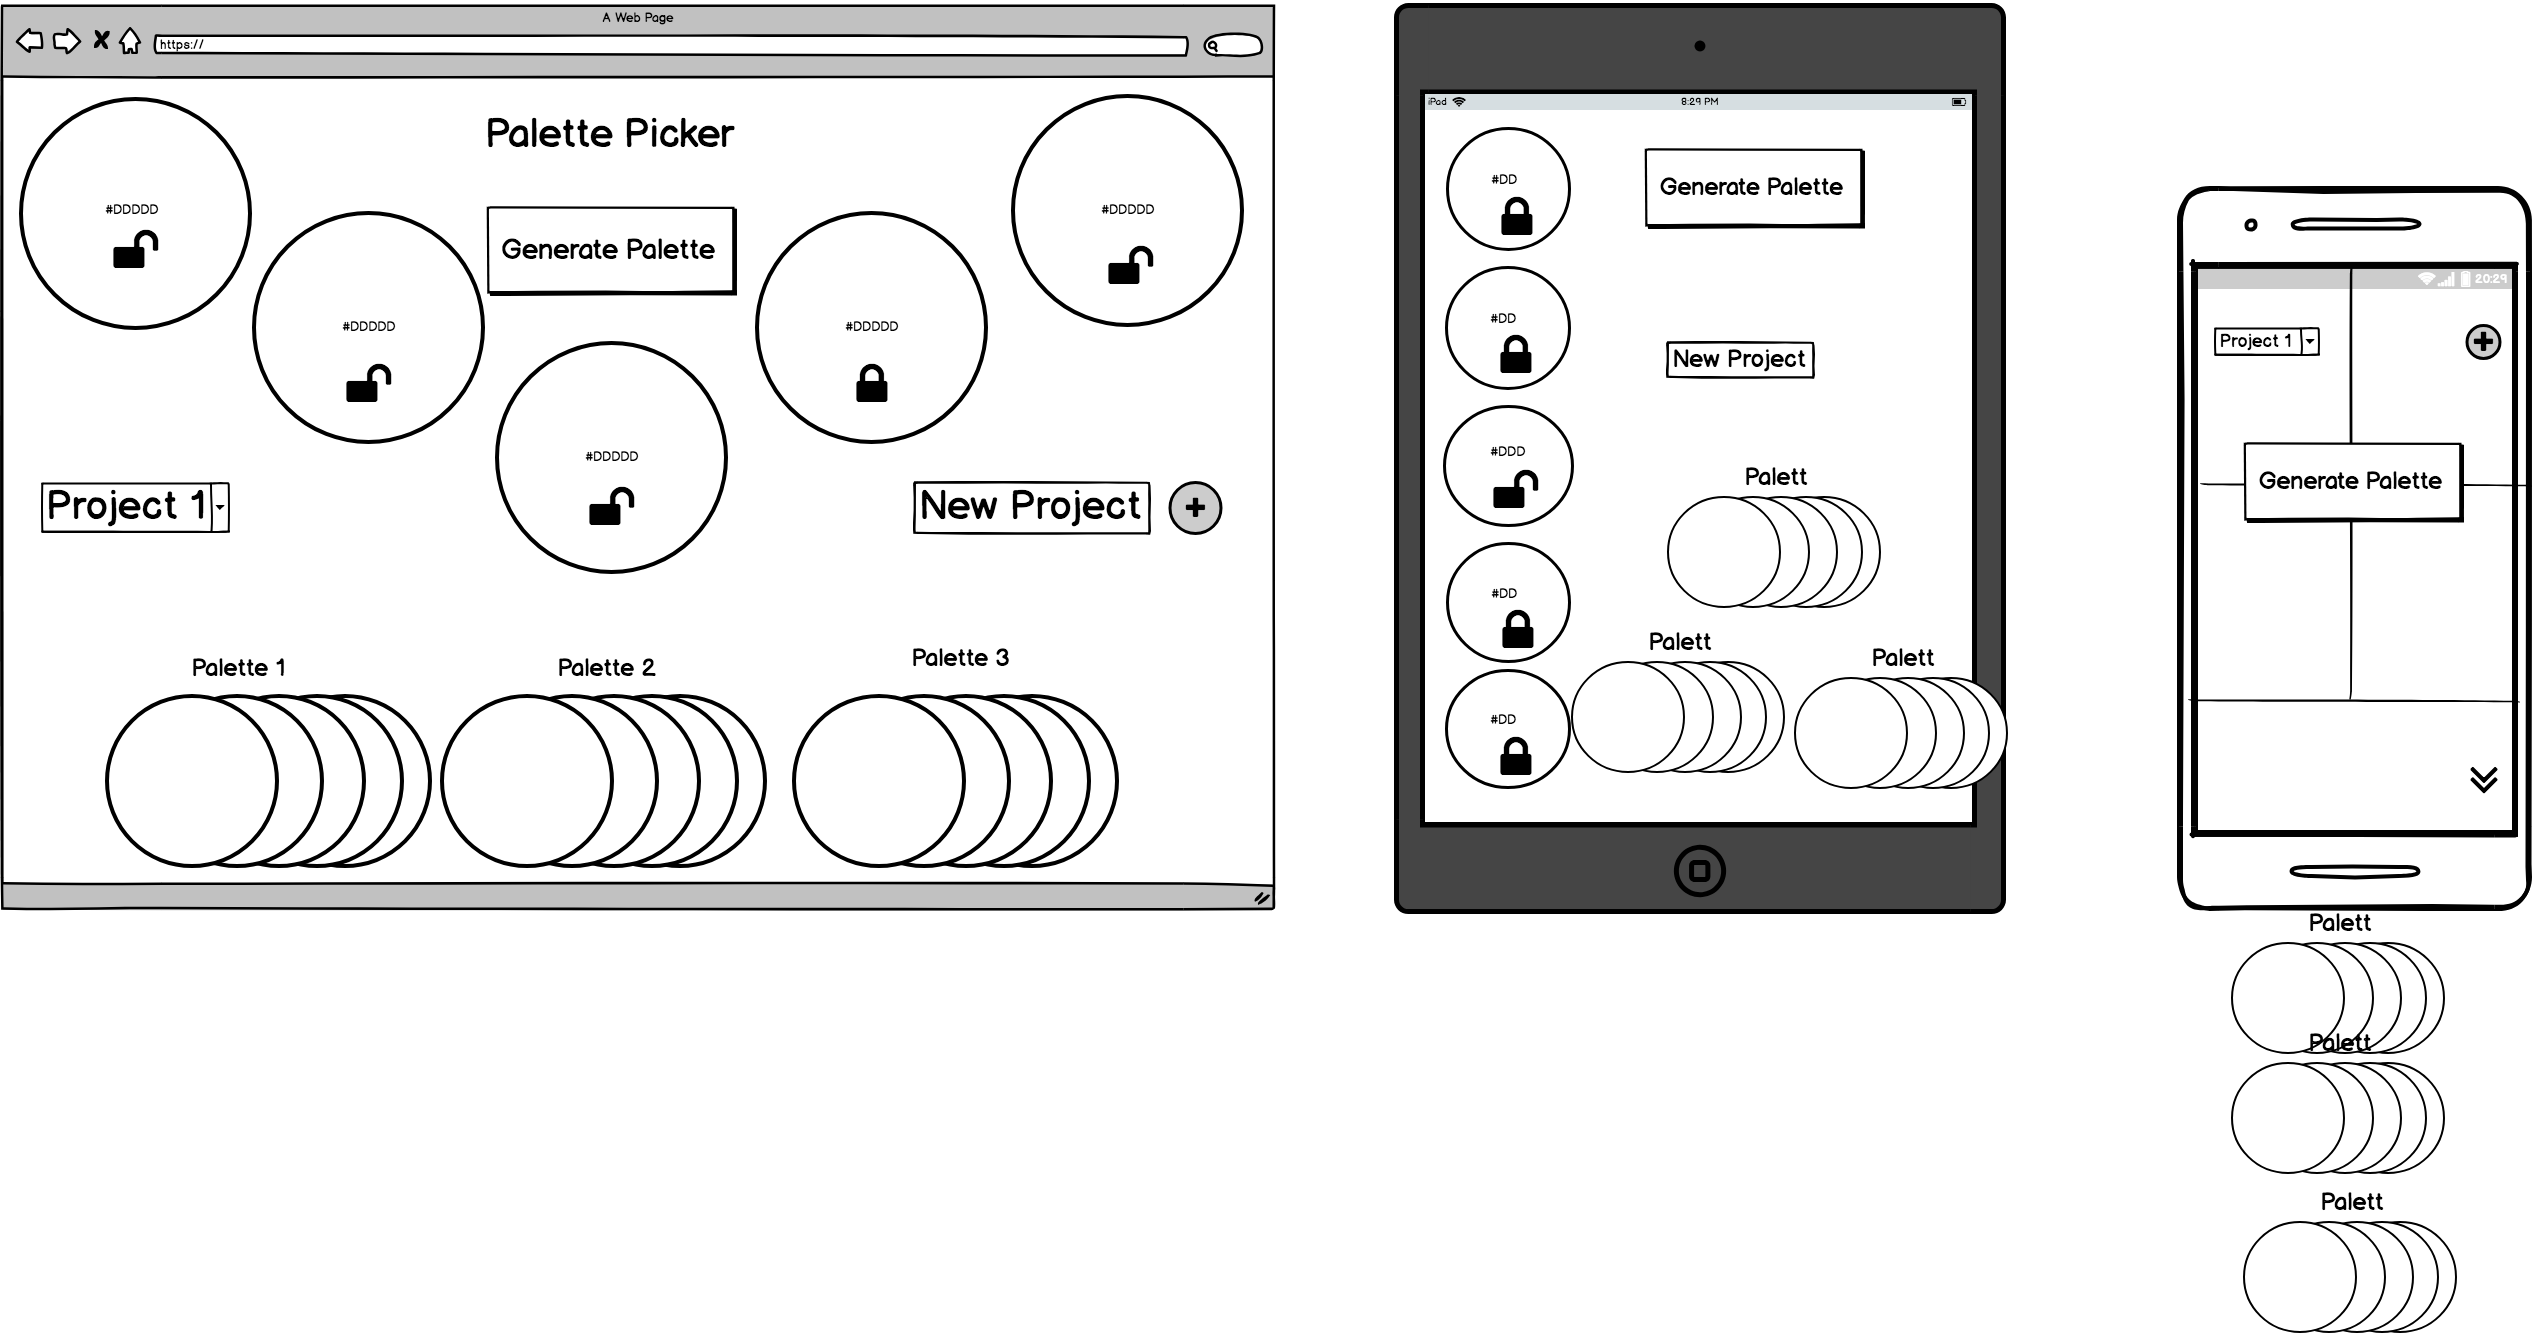 A Web Page
https://
Palette Picker
#DDDDD
#DDDDD
Generate Palette
#DDDDD
#DDDDD
#DDDDD
Project 1
New Project
Palette 1
Palette 2
Palette 3
iPad
8:29 PM
#DD
Generate Palette
#DD
New Project
#DDD
Palett
#DD
Palett
Palett
#DD
20:29
Project 1
Generate Palette
Palett
Palett
Palett